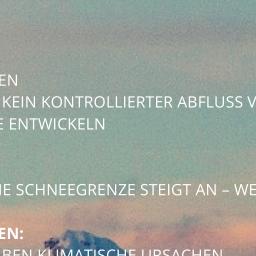 EN
KEIN KONTROLLIERTER ABFLUSS V
E ENTWICKELN
IE SCHNEEGRENZE STEIGT AN – WE
EN:
BEN KLIMATISCHE URSACHEN